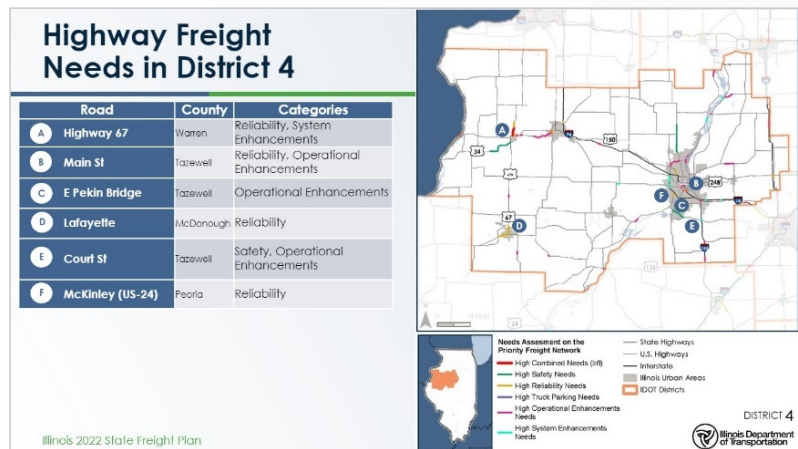 Highway Freight
Needs in District 4
Road County Categories
A Highway 67 Warren Reliability, System
Enhancements
B Main St Tazewell Reliability, Operational
Enhancements
C E Pekin Bridge Tazewell Operational Enhancements
D Lafayette McDonough Reliability
E Court St Tazewell Safety, Operational
Enhancements
F McKinley (US-24) Peoria Reliability
Illinois 2022 State Freight Plan
A
34
150
B
24B
F
C
67
D
E
24
Needs Assesment on the
Priority Freight Network
High Combined Needs (≥6)
High Safety Needs
High Reliability Needs
High Truck Parking Needs
High Operational Enhancements
Needs
High System Enhancements
Needs
State Highways
U.S. Highways
Interstate
Illinois Urban Areas
IDOT Districts
DISTRICT 4
Illinois Department
of Transportation